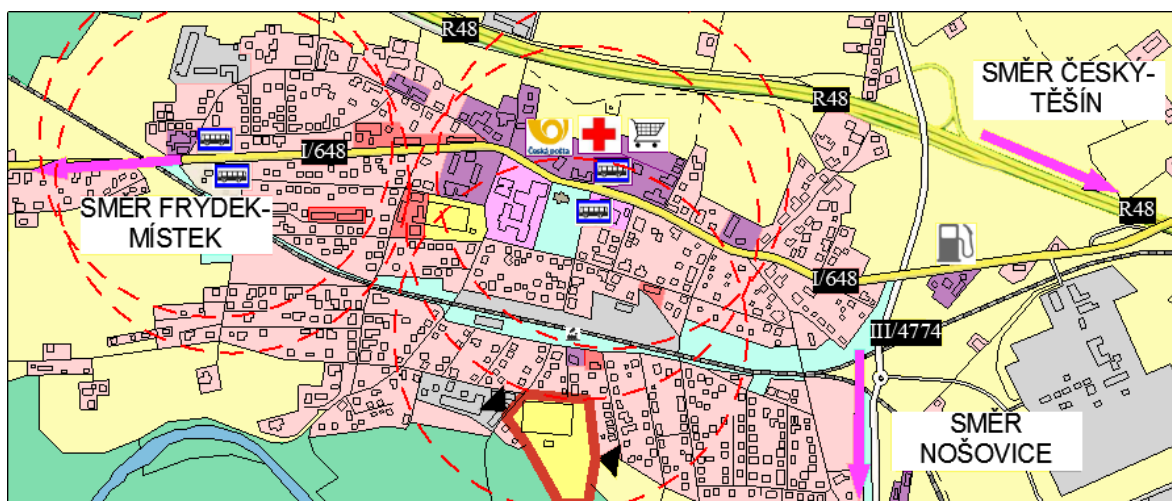 R48
SMĚR ČESKÝ-
TĚŠÍN
R48
Česká pošta
I/648
R48
SMĚR FRÝDEK-
MÍSTEK
I/648
III/4774
SMĚR
NOŠOVICE